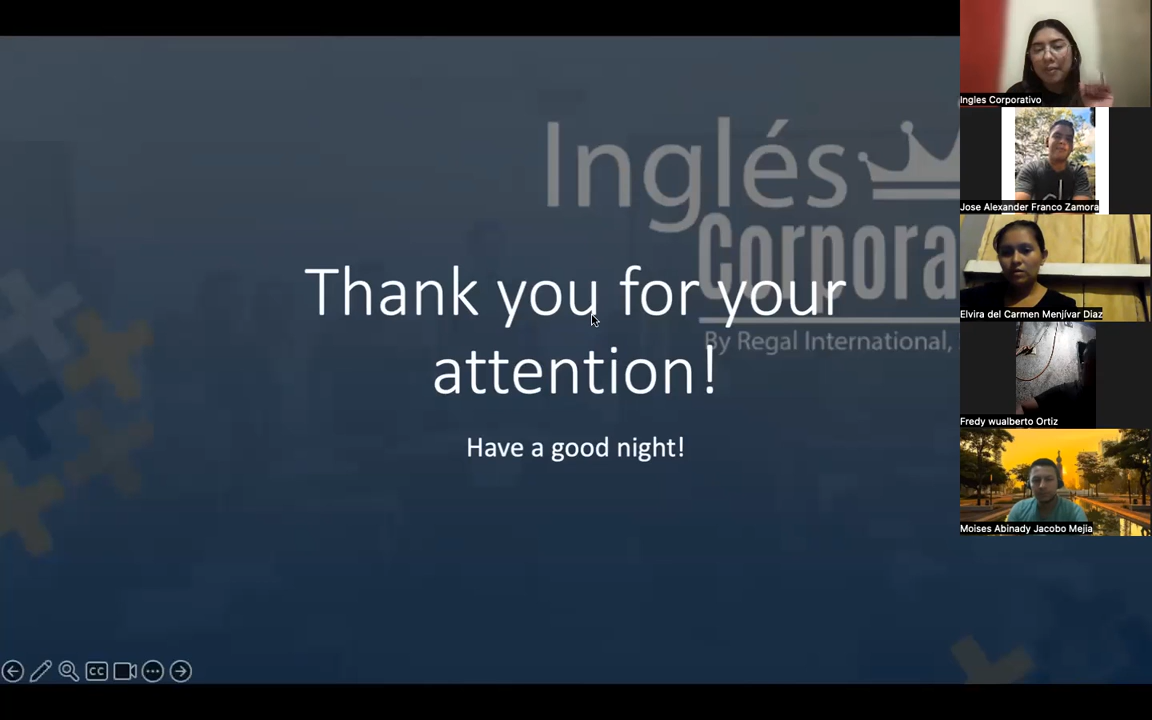 Inglés
Corpora
By Regal International,
Thank you for your
attention!
Have a good night!
CC
Ingles Corporativo
Jose Alexander Franco Zamora
Elvira del Carmen Menjívar Diaz
Fredy wualberto Ortiz
Moises Abinady Jacobo Mejia